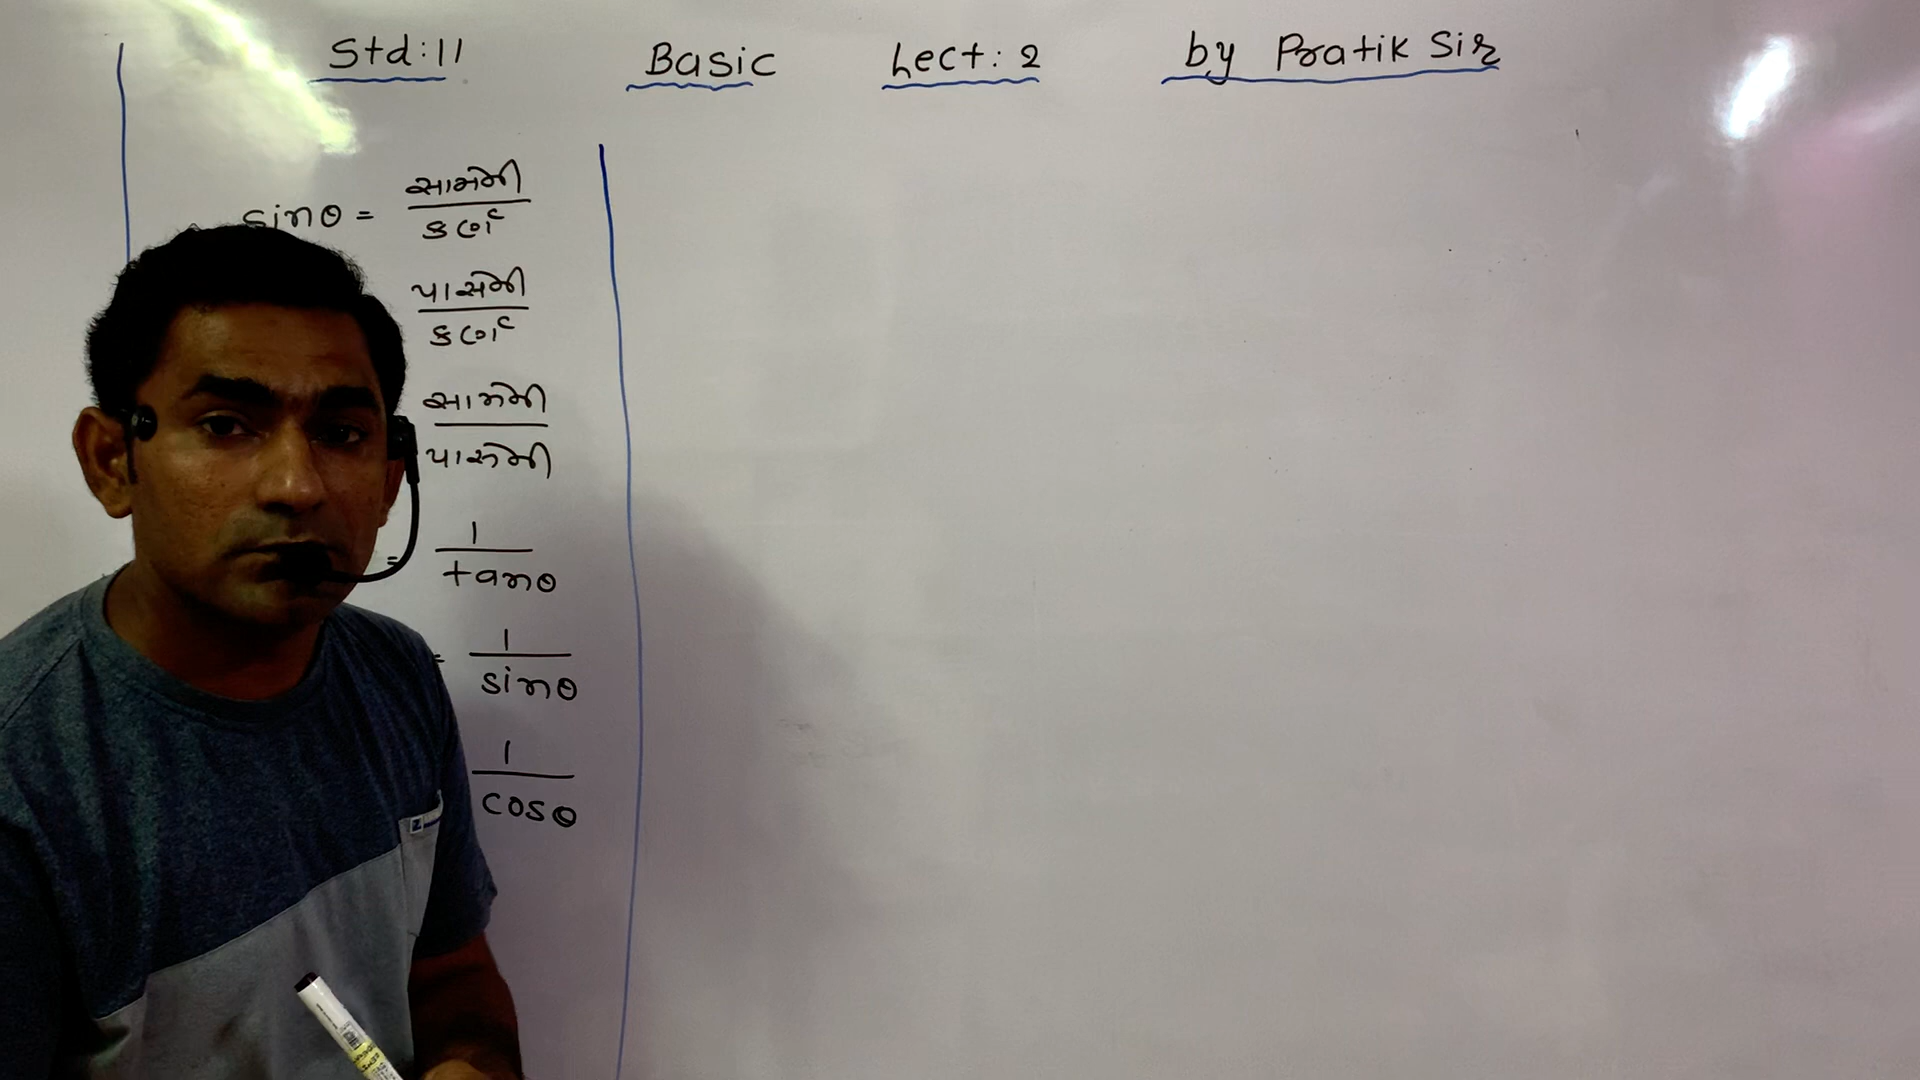 Std:11 Basic Lect:2 by Pratik Sir
sinθ = સામેની / કર્ણ
પાસેની / કર્ણ
સામેની / પાસેની
= 1 / tanθ
= 1 / sinθ
1 / cosθ